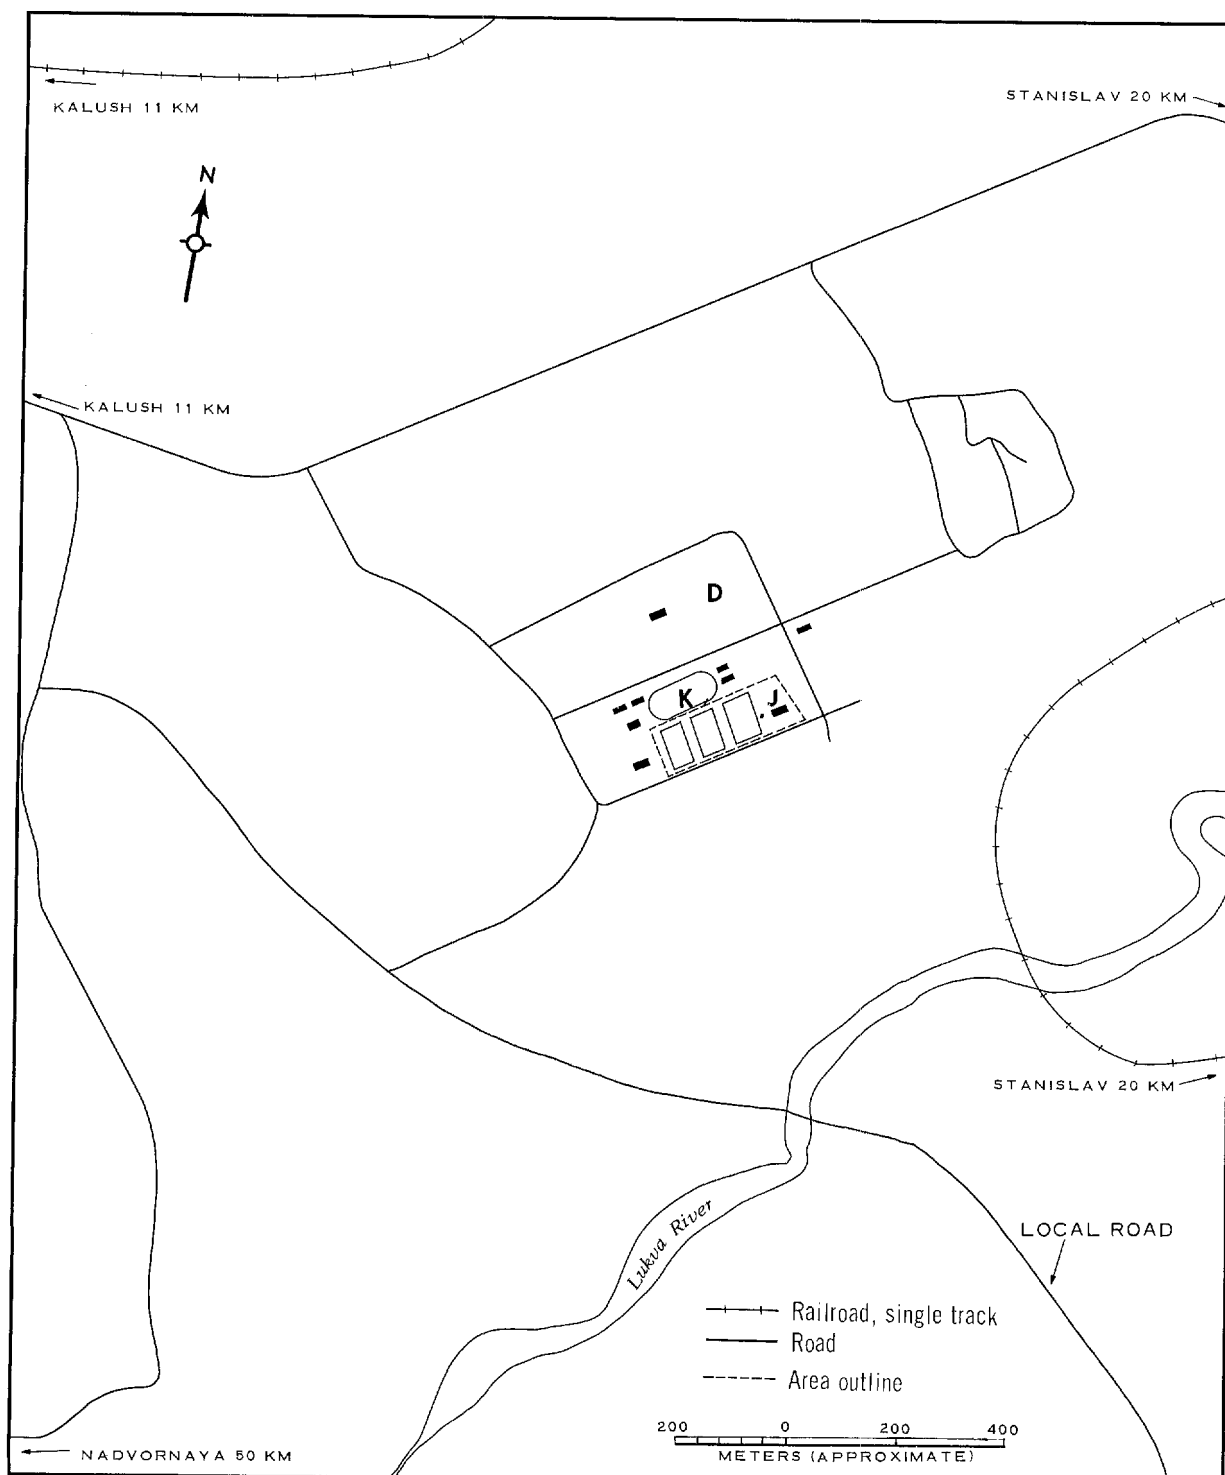 KALUSH 11 KM
STANISLAV 20 KM
N
KALUSH 11 KM
D
K
J
STANISLAV 20 KM
Lukva River
LOCAL ROAD
Railroad, single track
Road
Area outline
200 0 200 400
METERS (APPROXIMATE)
NADVORNAYA 50 KM